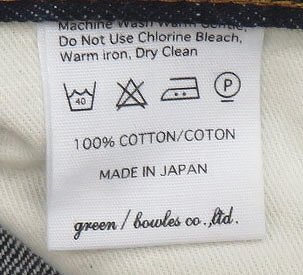 Machine Wash Warm Gentle,
Do Not Use Chlorine Bleach,
Warm iron, Dry Clean
40 P
100% COTTON/COTON
MADE IN JAPAN
green / bowles co.,ltd.